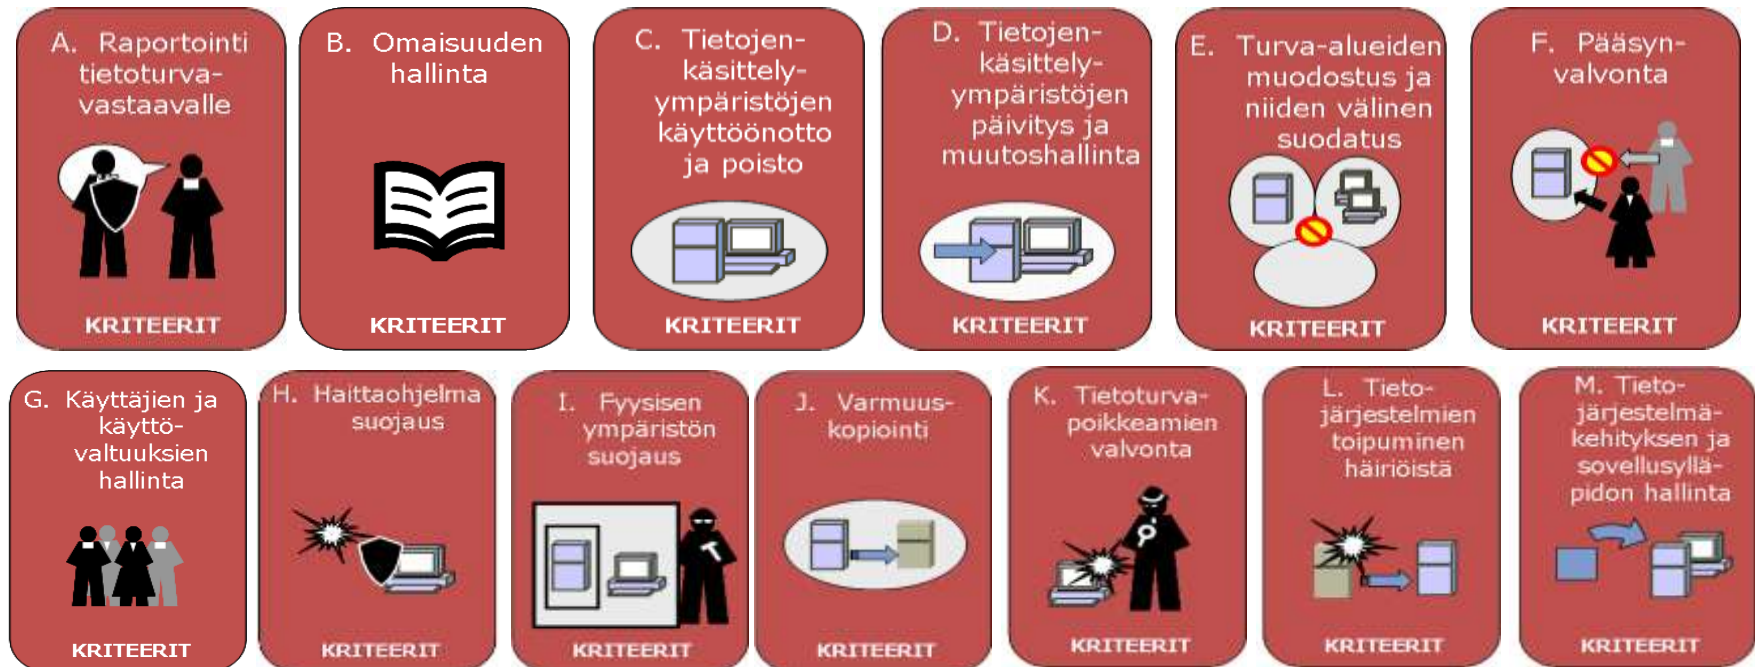 A. Raportointi
tietoturva-
vastaavalle
KRITEERIT
B. Omaisuuden
hallinta
KRITEERIT
C. Tietojen-
käsittely-
ympäristöjen
käyttöönotto
ja poisto
KRITEERIT
D. Tietojen-
käsittely-
ympäristöjen
päivitys ja
muutoshallinta
KRITEERIT
E. Turva-alueiden
muodostus ja
niiden välinen
suodatus
KRITEERIT
F. Pääsyn-
valvonta
KRITEERIT
G. Käyttäjien ja
käyttö-
valtuuksien
hallinta
KRITEERIT
H. Haittaohjelma
suojaus
KRITEERIT
I. Fyysisen
ympäristön
suojaus
KRITEERIT
J. Varmuus-
kopiointi
KRITEERIT
K. Tietoturva-
poikkeamien
valvonta
KRITEERIT
L. Tieto-
järjestelmien
toipuminen
häiriöistä
KRITEERIT
M. Tieto-
järjestelmä-
kehityksen ja
sovellusyllä-
pidon hallinta
KRITEERIT